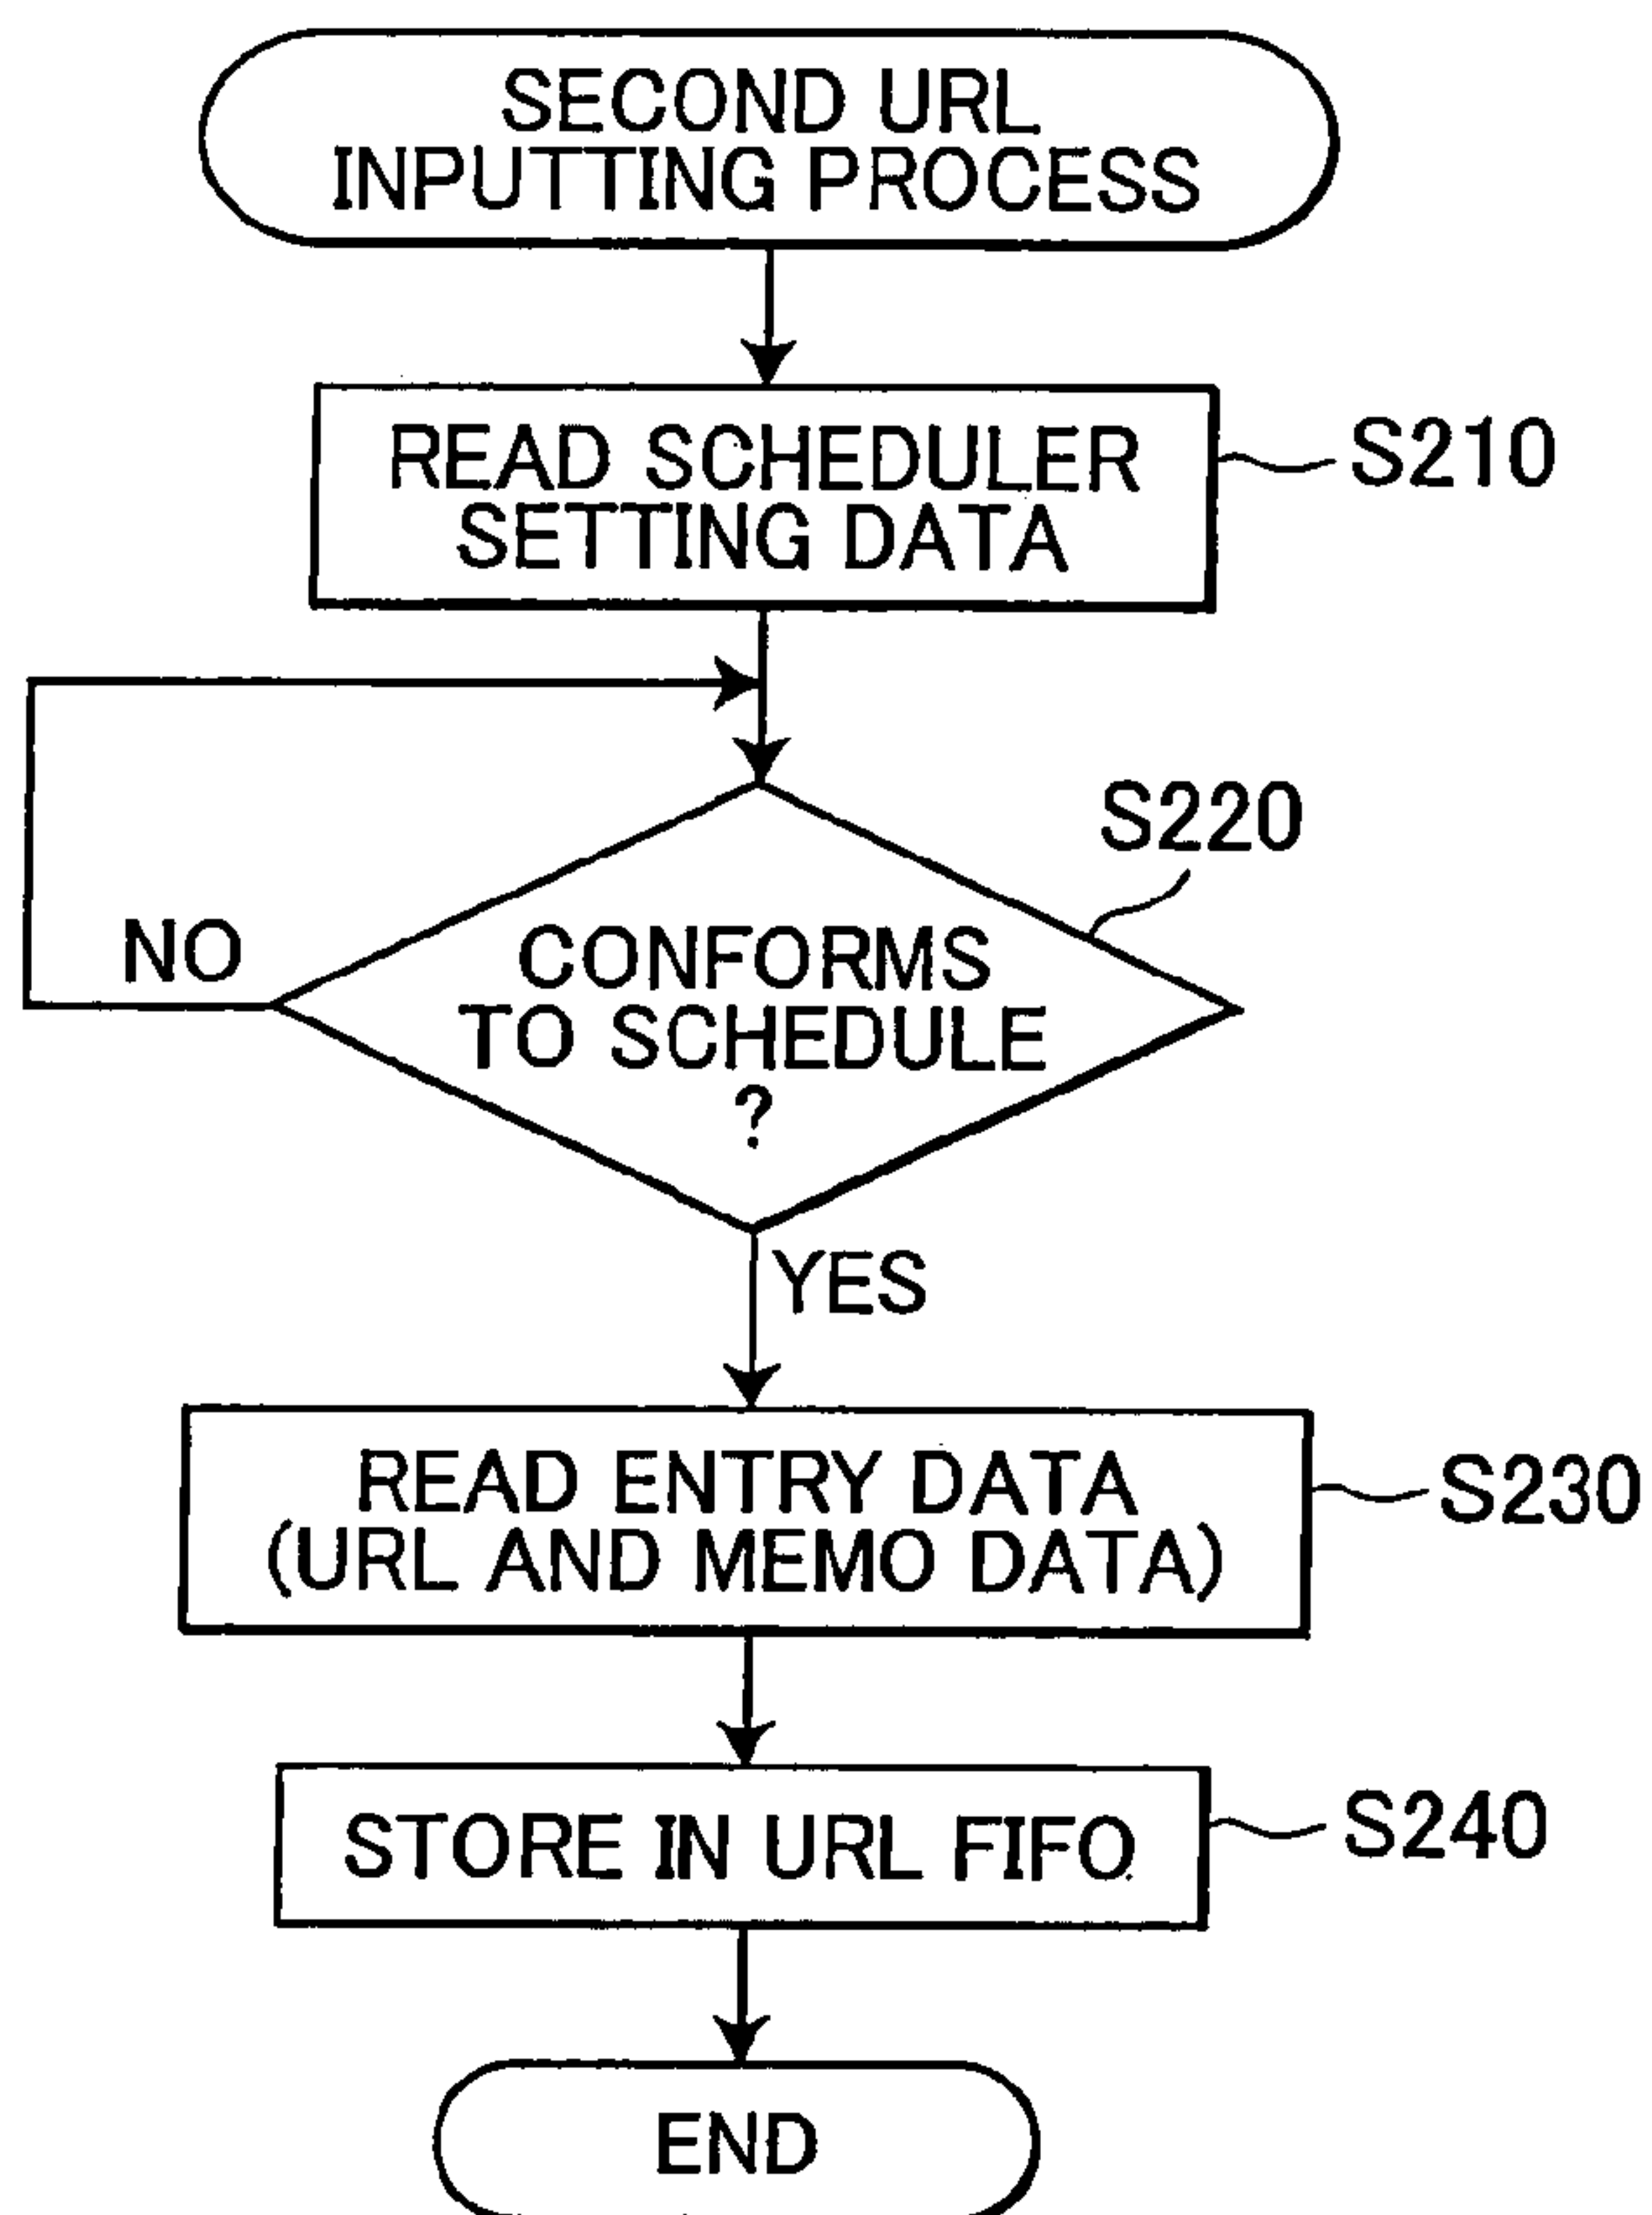 SECOND URL
INPUTTING PROCESS
READ SCHEDULER
SETTING DATA
S210
S220
NO
CONFORMS
TO SCHEDULE
?
YES
READ ENTRY DATA
(URL AND MEMO DATA)
S230
STORE IN URL FIFO
S240
END